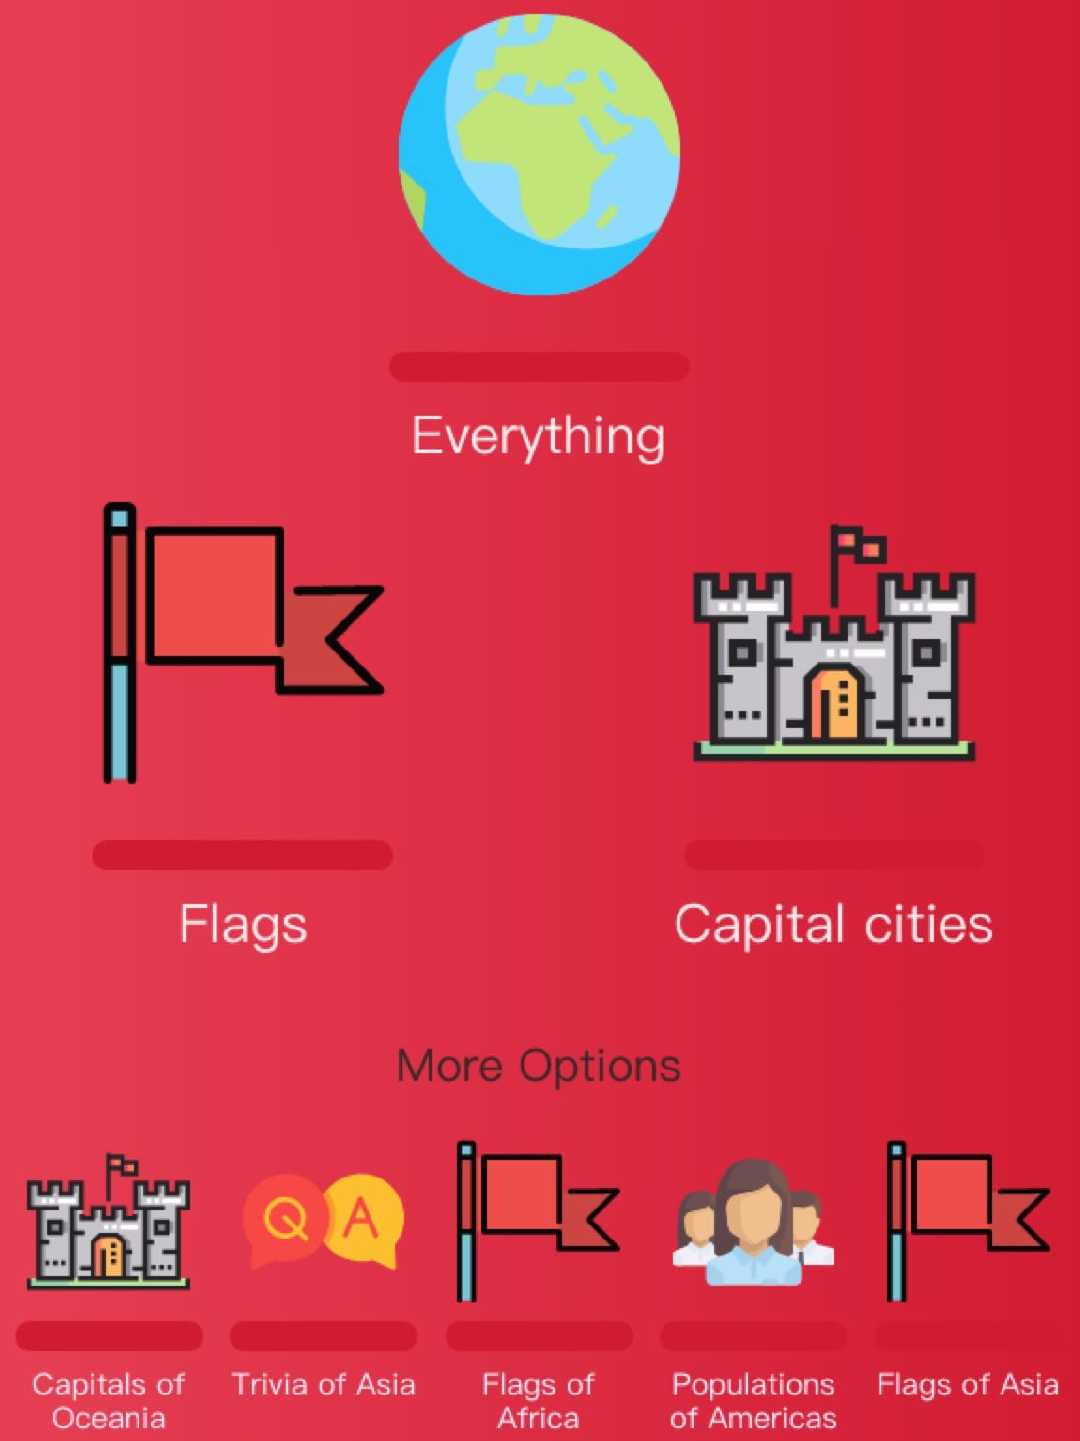 Everything
Flags
Capital cities
More Options
Q A
Capitals of
Oceania
Trivia of Asia
Flags of
Africa
Populations
of Americas
Flags of Asia